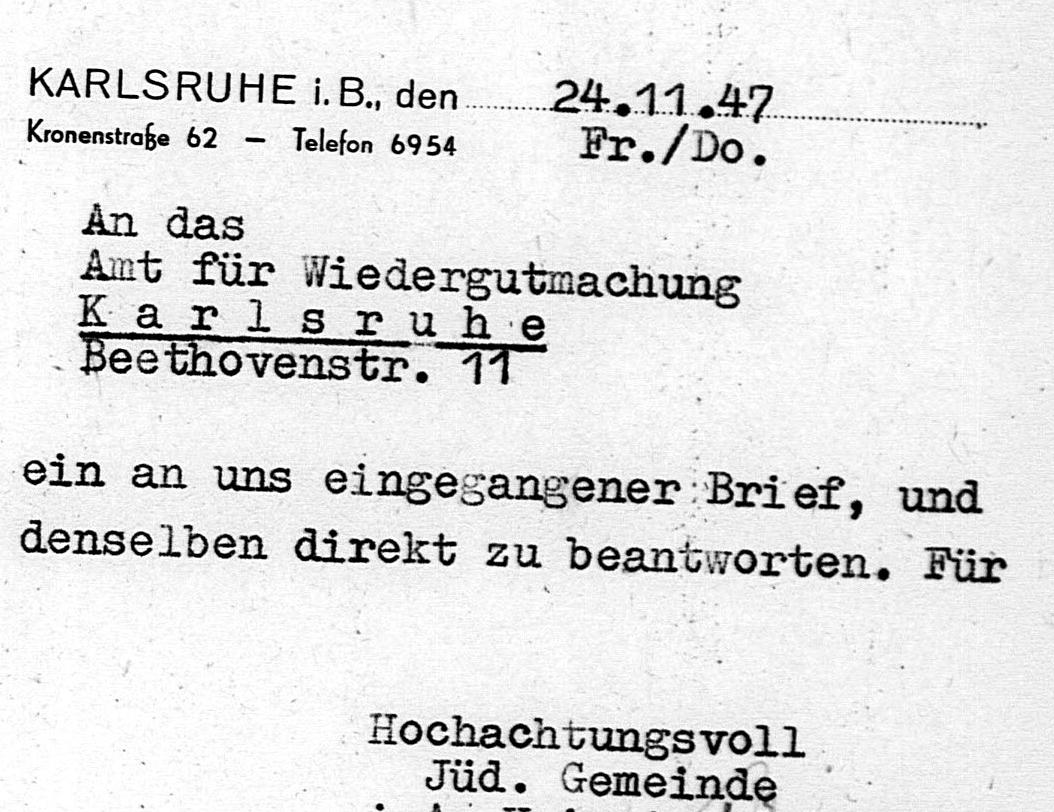 KARLSRUHE i. B., den 24.11.47
Kronenstraße 62 — Telefon 6954 Fr./Do.
An das
Amt für Wiedergutmachung
K a r l s r u h e
Beethovenstr. 11
ein an uns eingegangener Brief, und
denselben direkt zu beantworten. Für
Hochachtungsvoll
Jüd. Gemeinde